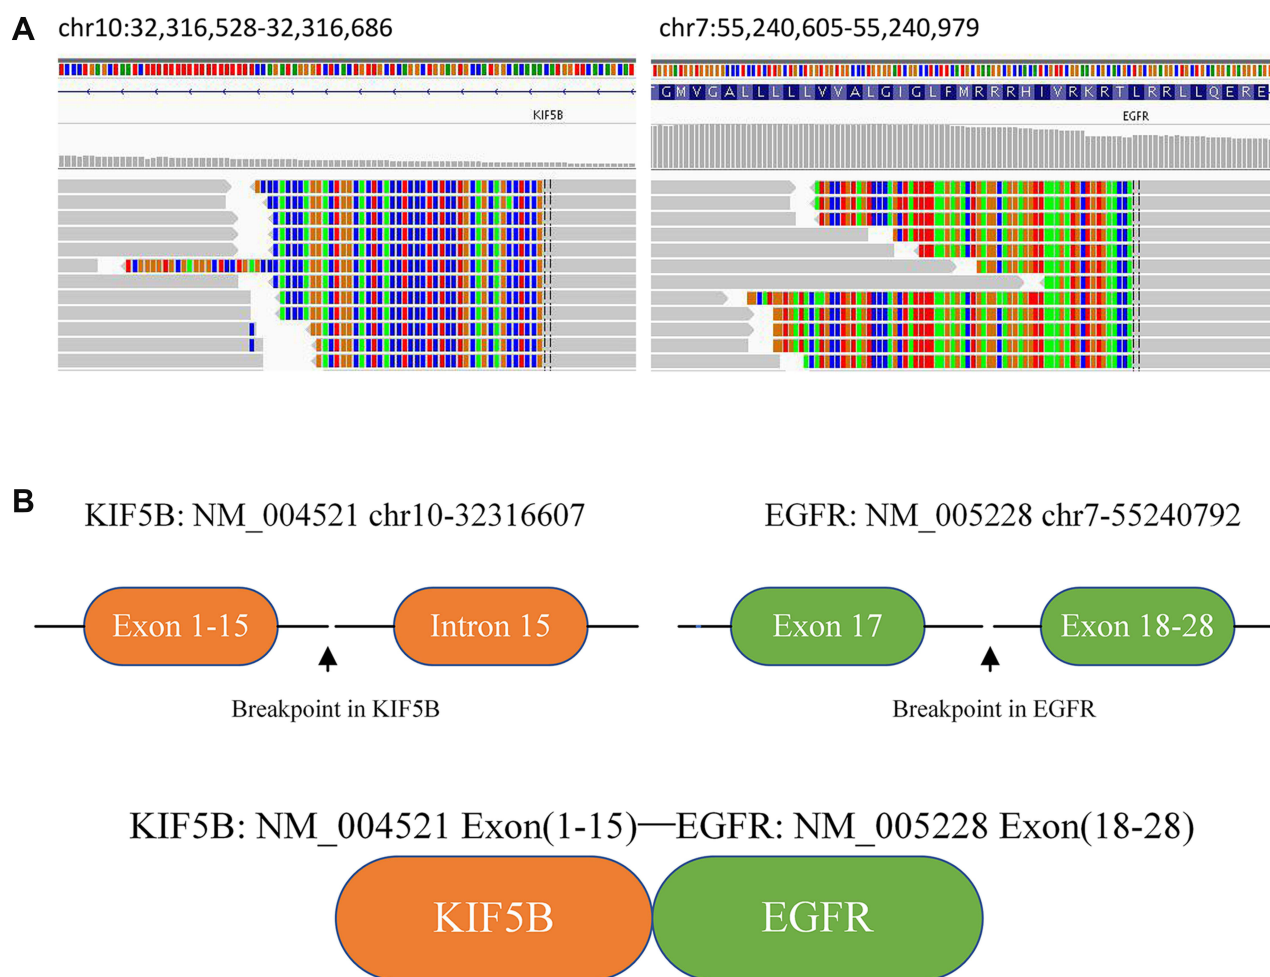 A
chr10:32,316,528-32,316,686
chr7:55,240,605-55,240,979
G M V G A L L L L L V V A L G I G L F M R R R H I V R K R T L R R L L Q E R E
KIF5B
EGFR
B
KIF5B: NM_004521 chr10-32316607
EGFR: NM_005228 chr7-55240792
Exon 1-15
Intron 15
Exon 17
Exon 18-28
Breakpoint in KIF5B
Breakpoint in EGFR
KIF5B: NM_004521 Exon(1-15)—EGFR: NM_005228 Exon(18-28)
KIF5B
EGFR